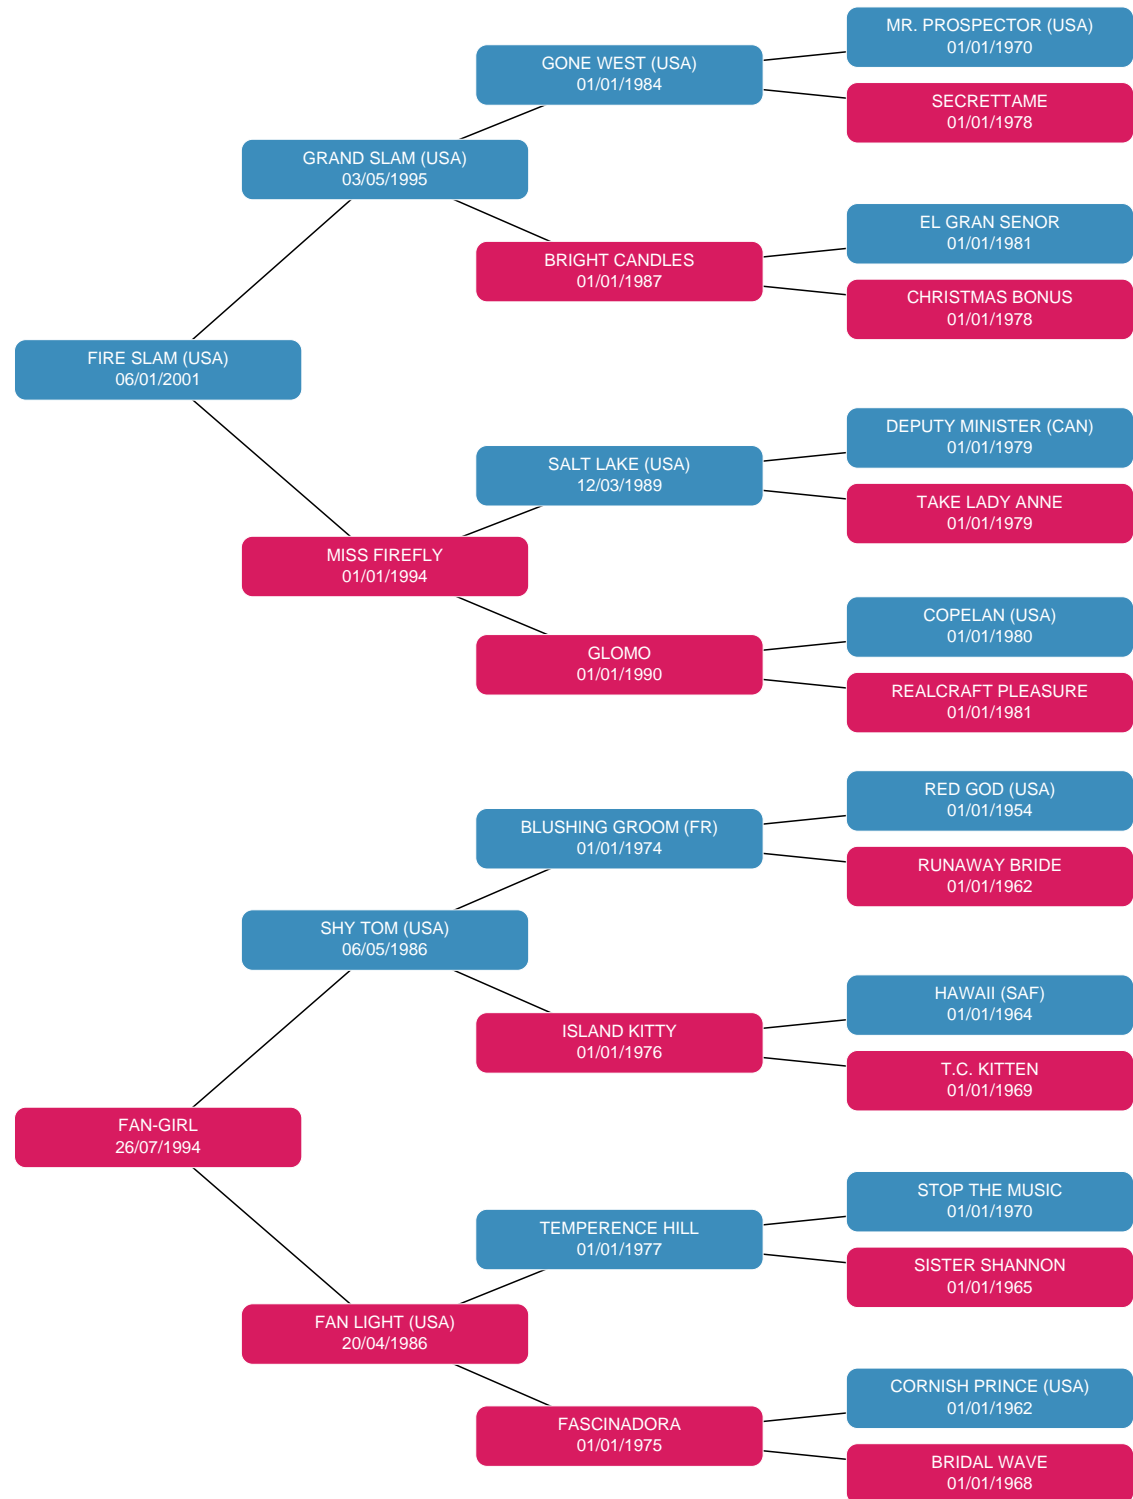 MR. PROSPECTOR (USA)
01/01/1970
GONE WEST (USA)
01/01/1984
SECRETTAME
01/01/1978
GRAND SLAM (USA)
03/05/1995
EL GRAN SENOR
01/01/1981
BRIGHT CANDLES
01/01/1987
CHRISTMAS BONUS
01/01/1978
FIRE SLAM (USA)
06/01/2001
DEPUTY MINISTER (CAN)
01/01/1979
SALT LAKE (USA)
12/03/1989
TAKE LADY ANNE
01/01/1979
MISS FIREFLY
01/01/1994
COPELAN (USA)
01/01/1980
GLOMO
01/01/1990
REALCRAFT PLEASURE
01/01/1981
RED GOD (USA)
01/01/1954
BLUSHING GROOM (FR)
01/01/1974
RUNAWAY BRIDE
01/01/1962
SHY TOM (USA)
06/05/1986
HAWAII (SAF)
01/01/1964
ISLAND KITTY
01/01/1976
T.C. KITTEN
01/01/1969
FAN-GIRL
26/07/1994
STOP THE MUSIC
01/01/1970
TEMPERENCE HILL
01/01/1977
SISTER SHANNON
01/01/1965
FAN LIGHT (USA)
20/04/1986
CORNISH PRINCE (USA)
01/01/1962
FASCINADORA
01/01/1975
BRIDAL WAVE
01/01/1968